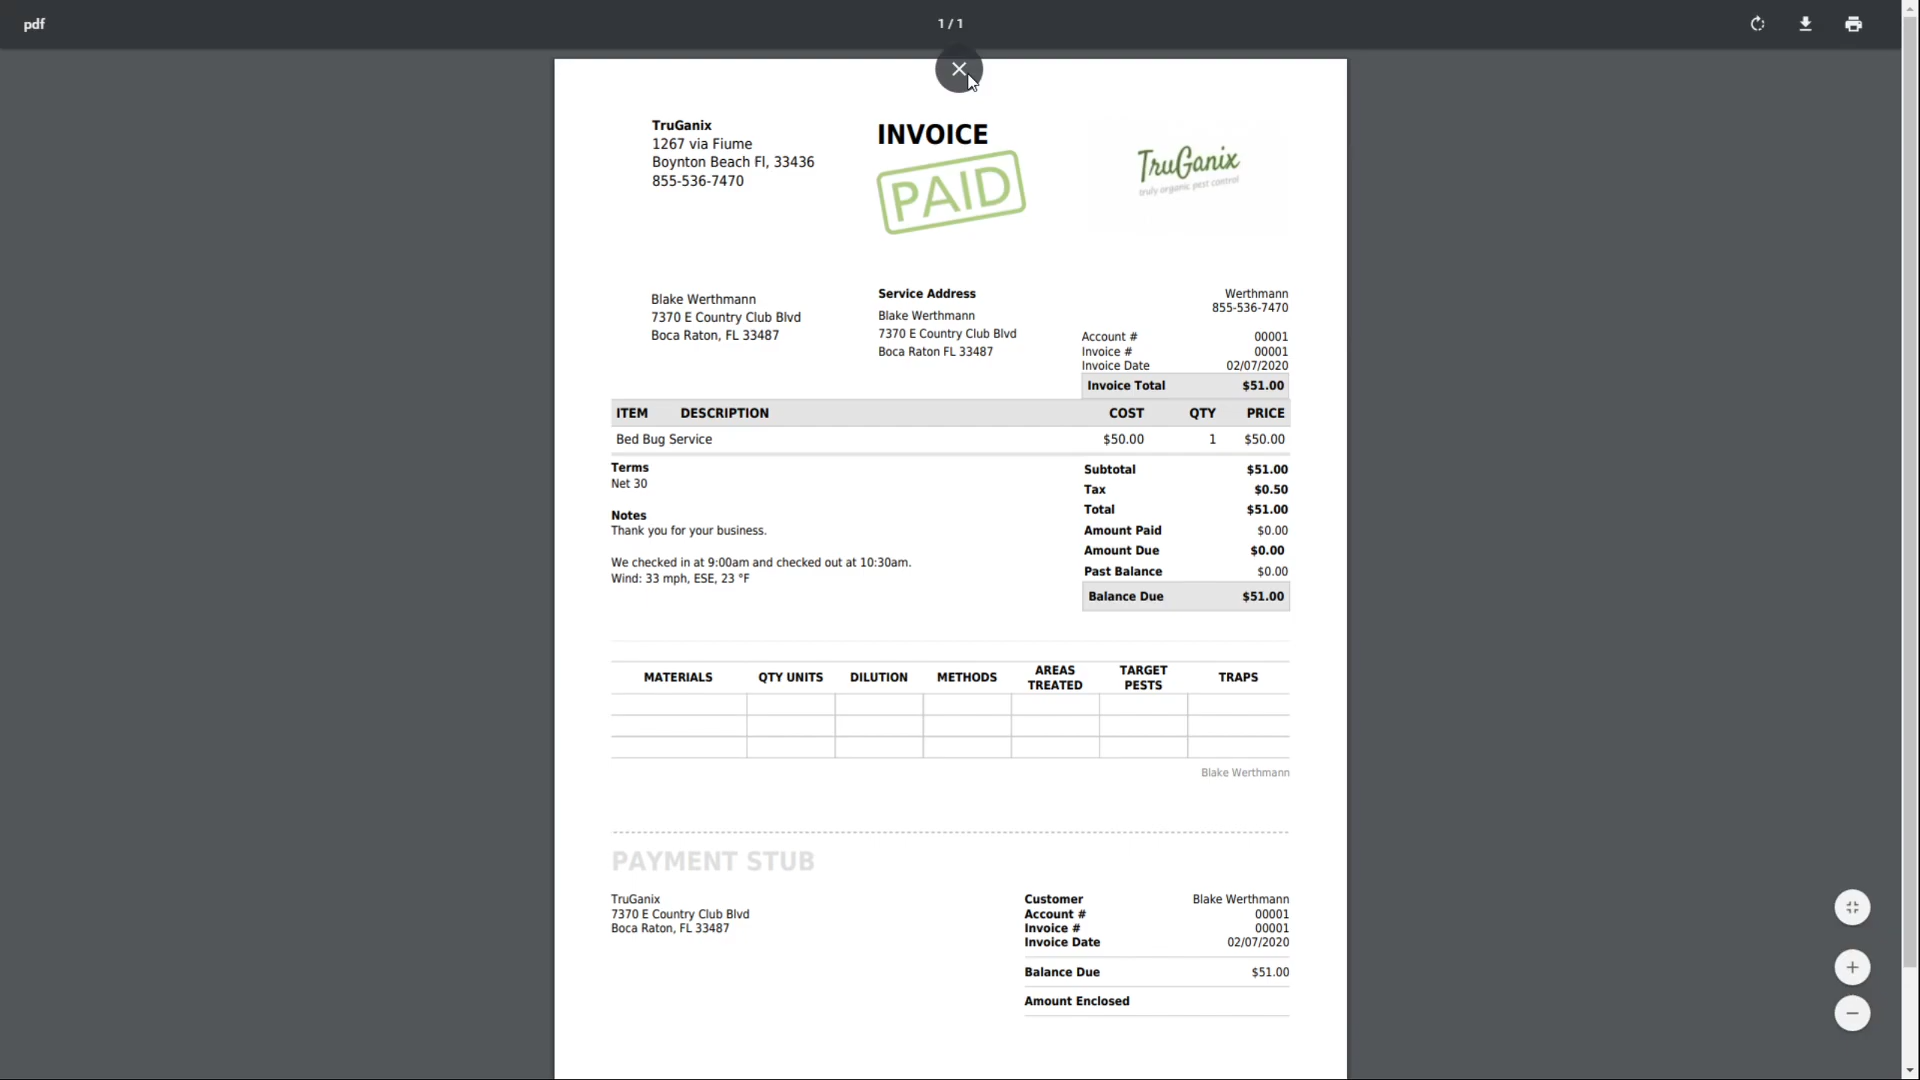 pdf
1 / 1
TruGanix
1267 via Fiume
Boynton Beach Fl, 33436
855-536-7470
INVOICE
PAID
TruGanix
truly organic pest control
Blake Werthmann
7370 E Country Club Blvd
Boca Raton, FL 33487
Service Address
Blake Werthmann
7370 E Country Club Blvd
Boca Raton FL 33487
Werthmann
855-536-7470
Account # 00001
Invoice # 00001
Invoice Date 02/07/2020
Invoice Total $51.00
ITEM DESCRIPTION COST QTY PRICE
Bed Bug Service $50.00 1 $50.00
Terms
Net 30
Notes
Thank you for your business.
We checked in at 9:00am and checked out at 10:30am.
Wind: 33 mph, ESE, 23 °F
Subtotal $51.00
Tax $0.50
Total $51.00
Amount Paid $0.00
Amount Due $0.00
Past Balance $0.00
Balance Due $51.00
MATERIALS QTY UNITS DILUTION METHODS AREAS TREATED TARGET PESTS TRAPS
Blake Werthmann
PAYMENT STUB
TruGanix
7370 E Country Club Blvd
Boca Raton, FL 33487
Customer Blake Werthmann
Account # 00001
Invoice # 00001
Invoice Date 02/07/2020
Balance Due $51.00
Amount Enclosed